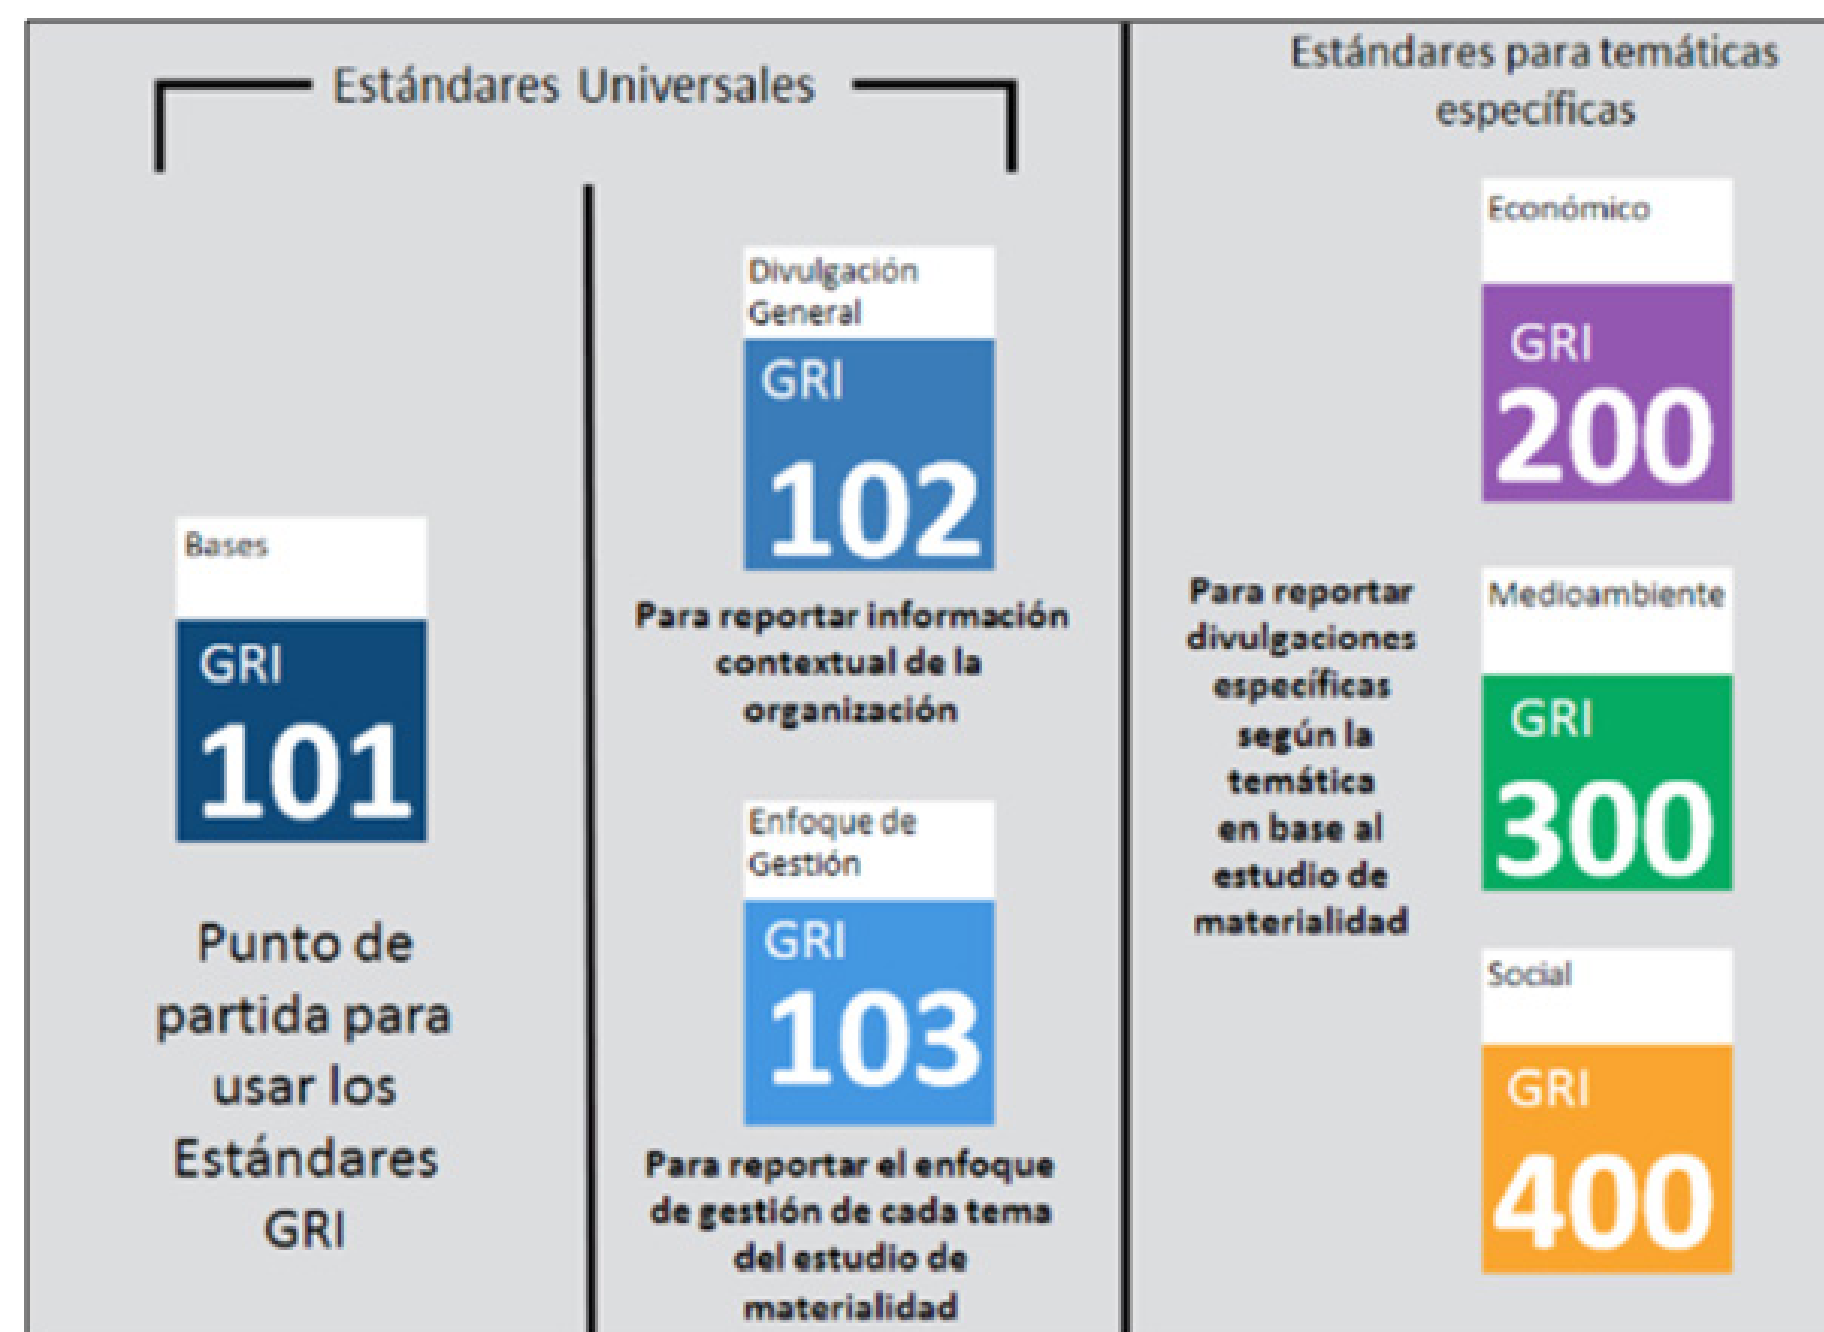 Estándares Universales
Bases
GRI
101
Punto de
partida para
usar los
Estándares
GRI
Divulgación
General
GRI
102
Para reportar información
contextual de la
organización
Enfoque de
Gestión
GRI
103
Para reportar el enfoque
de gestión de cada tema
del estudio de
materialidad
Estándares para temáticas
específicas
Para reportar
divulgaciones
específicas
según la
temática
en base al
estudio de
materialidad
Económico
GRI
200
Medioambiente
GRI
300
Social
GRI
400